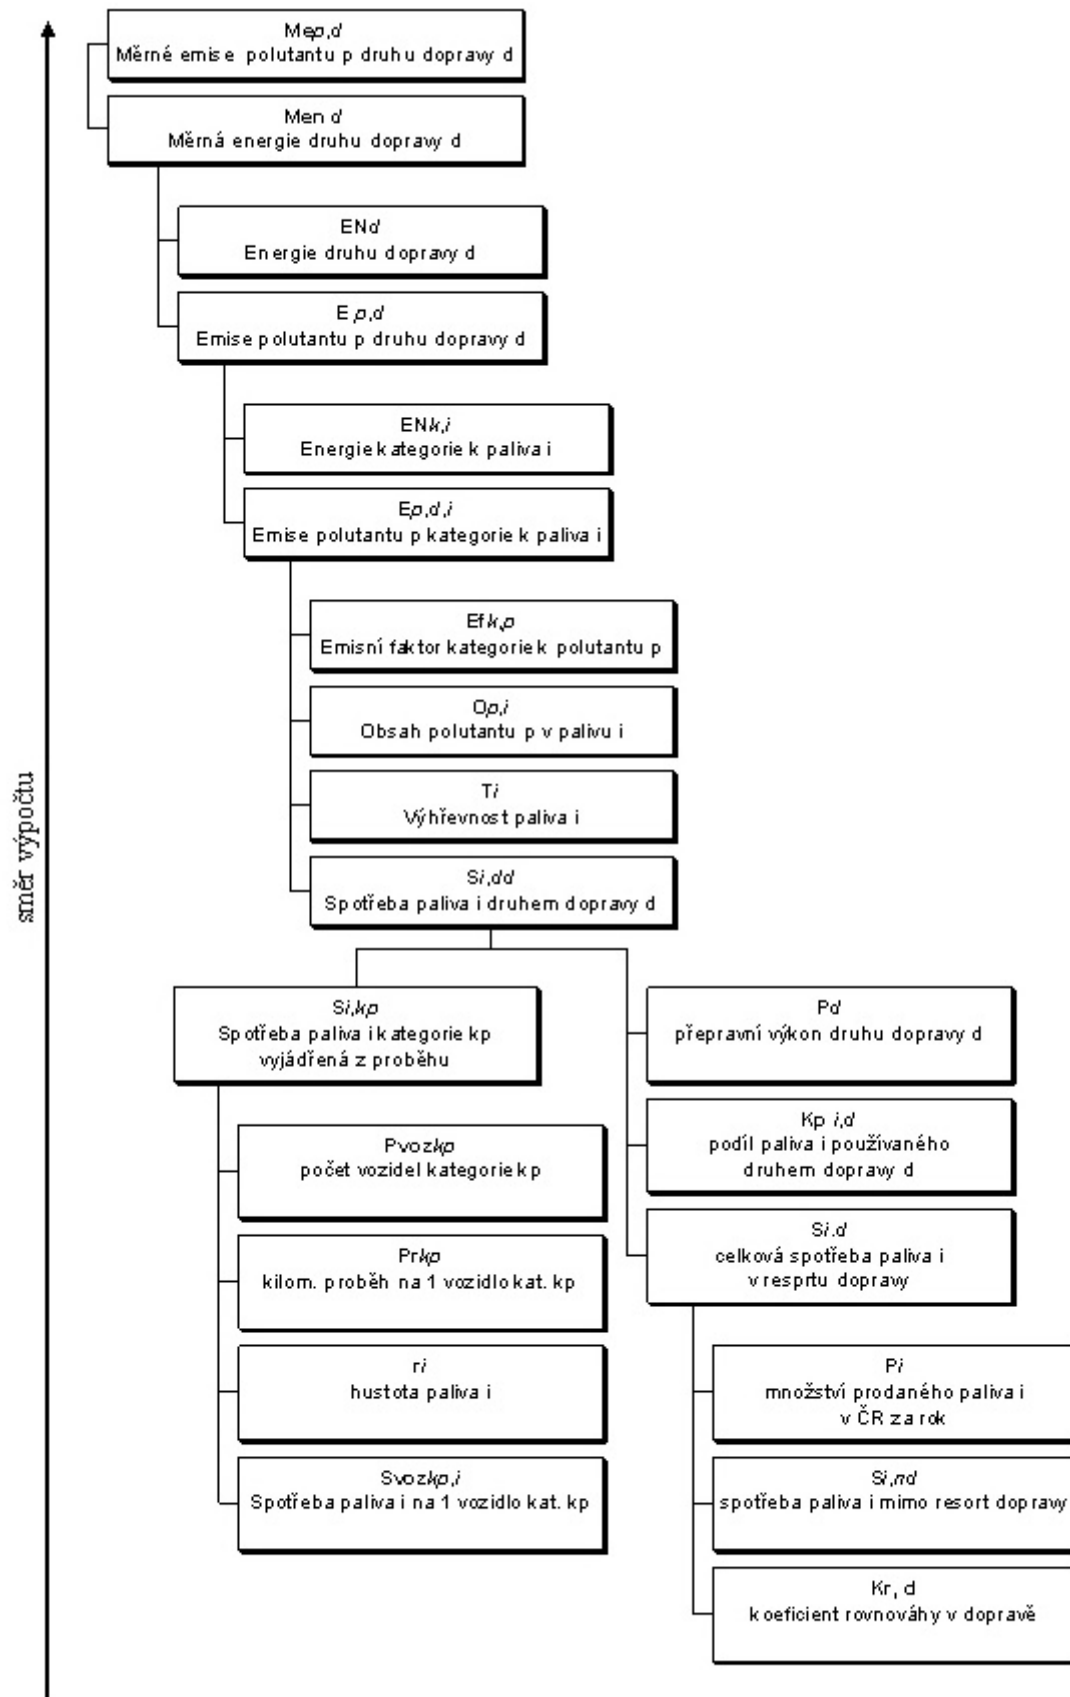 Mep,d
Měrné emise polutantu p druhu dopravy d
Men d
Měrná energie druhu dopravy d
ENd
Energie druhu dopravy d
E p,d
Emise polutantu p druhu dopravy d
ENk,i
Energie kategorie k paliva i
Ep,d,i
Emise polutantu p kategorie k paliva i
Efk,p
Emisní faktor kategorie k polutantu p
Op,i
Obsah polutantu p v palivu i
Ti
Výhřevnost paliva i
Si,dd
Spotřeba paliva i druhem dopravy d
směr výpočtu
Si,kp
Spotřeba paliva i kategorie kp
vyjádřená z proběhu
Pvozkp
počet vozidel kategorie kp
Prkp
kilom. proběh na 1 vozidlo kat. kp
ri
hustota paliva i
Svozkp,i
Spotřeba paliva i na 1 vozidlo kat. kp
Pd
přepravní výkon druhu dopravy d
Kp i,d
podíl paliva i používaného
druhem dopravy d
Si.d
celková spotřeba paliva i
v resprtu dopravy
Pi
množství prodaného paliva i
v ČR za rok
Si,nd
spotřeba paliva i mimo resort dopravy
Kr, d
koeficient rovnováhy v dopravě